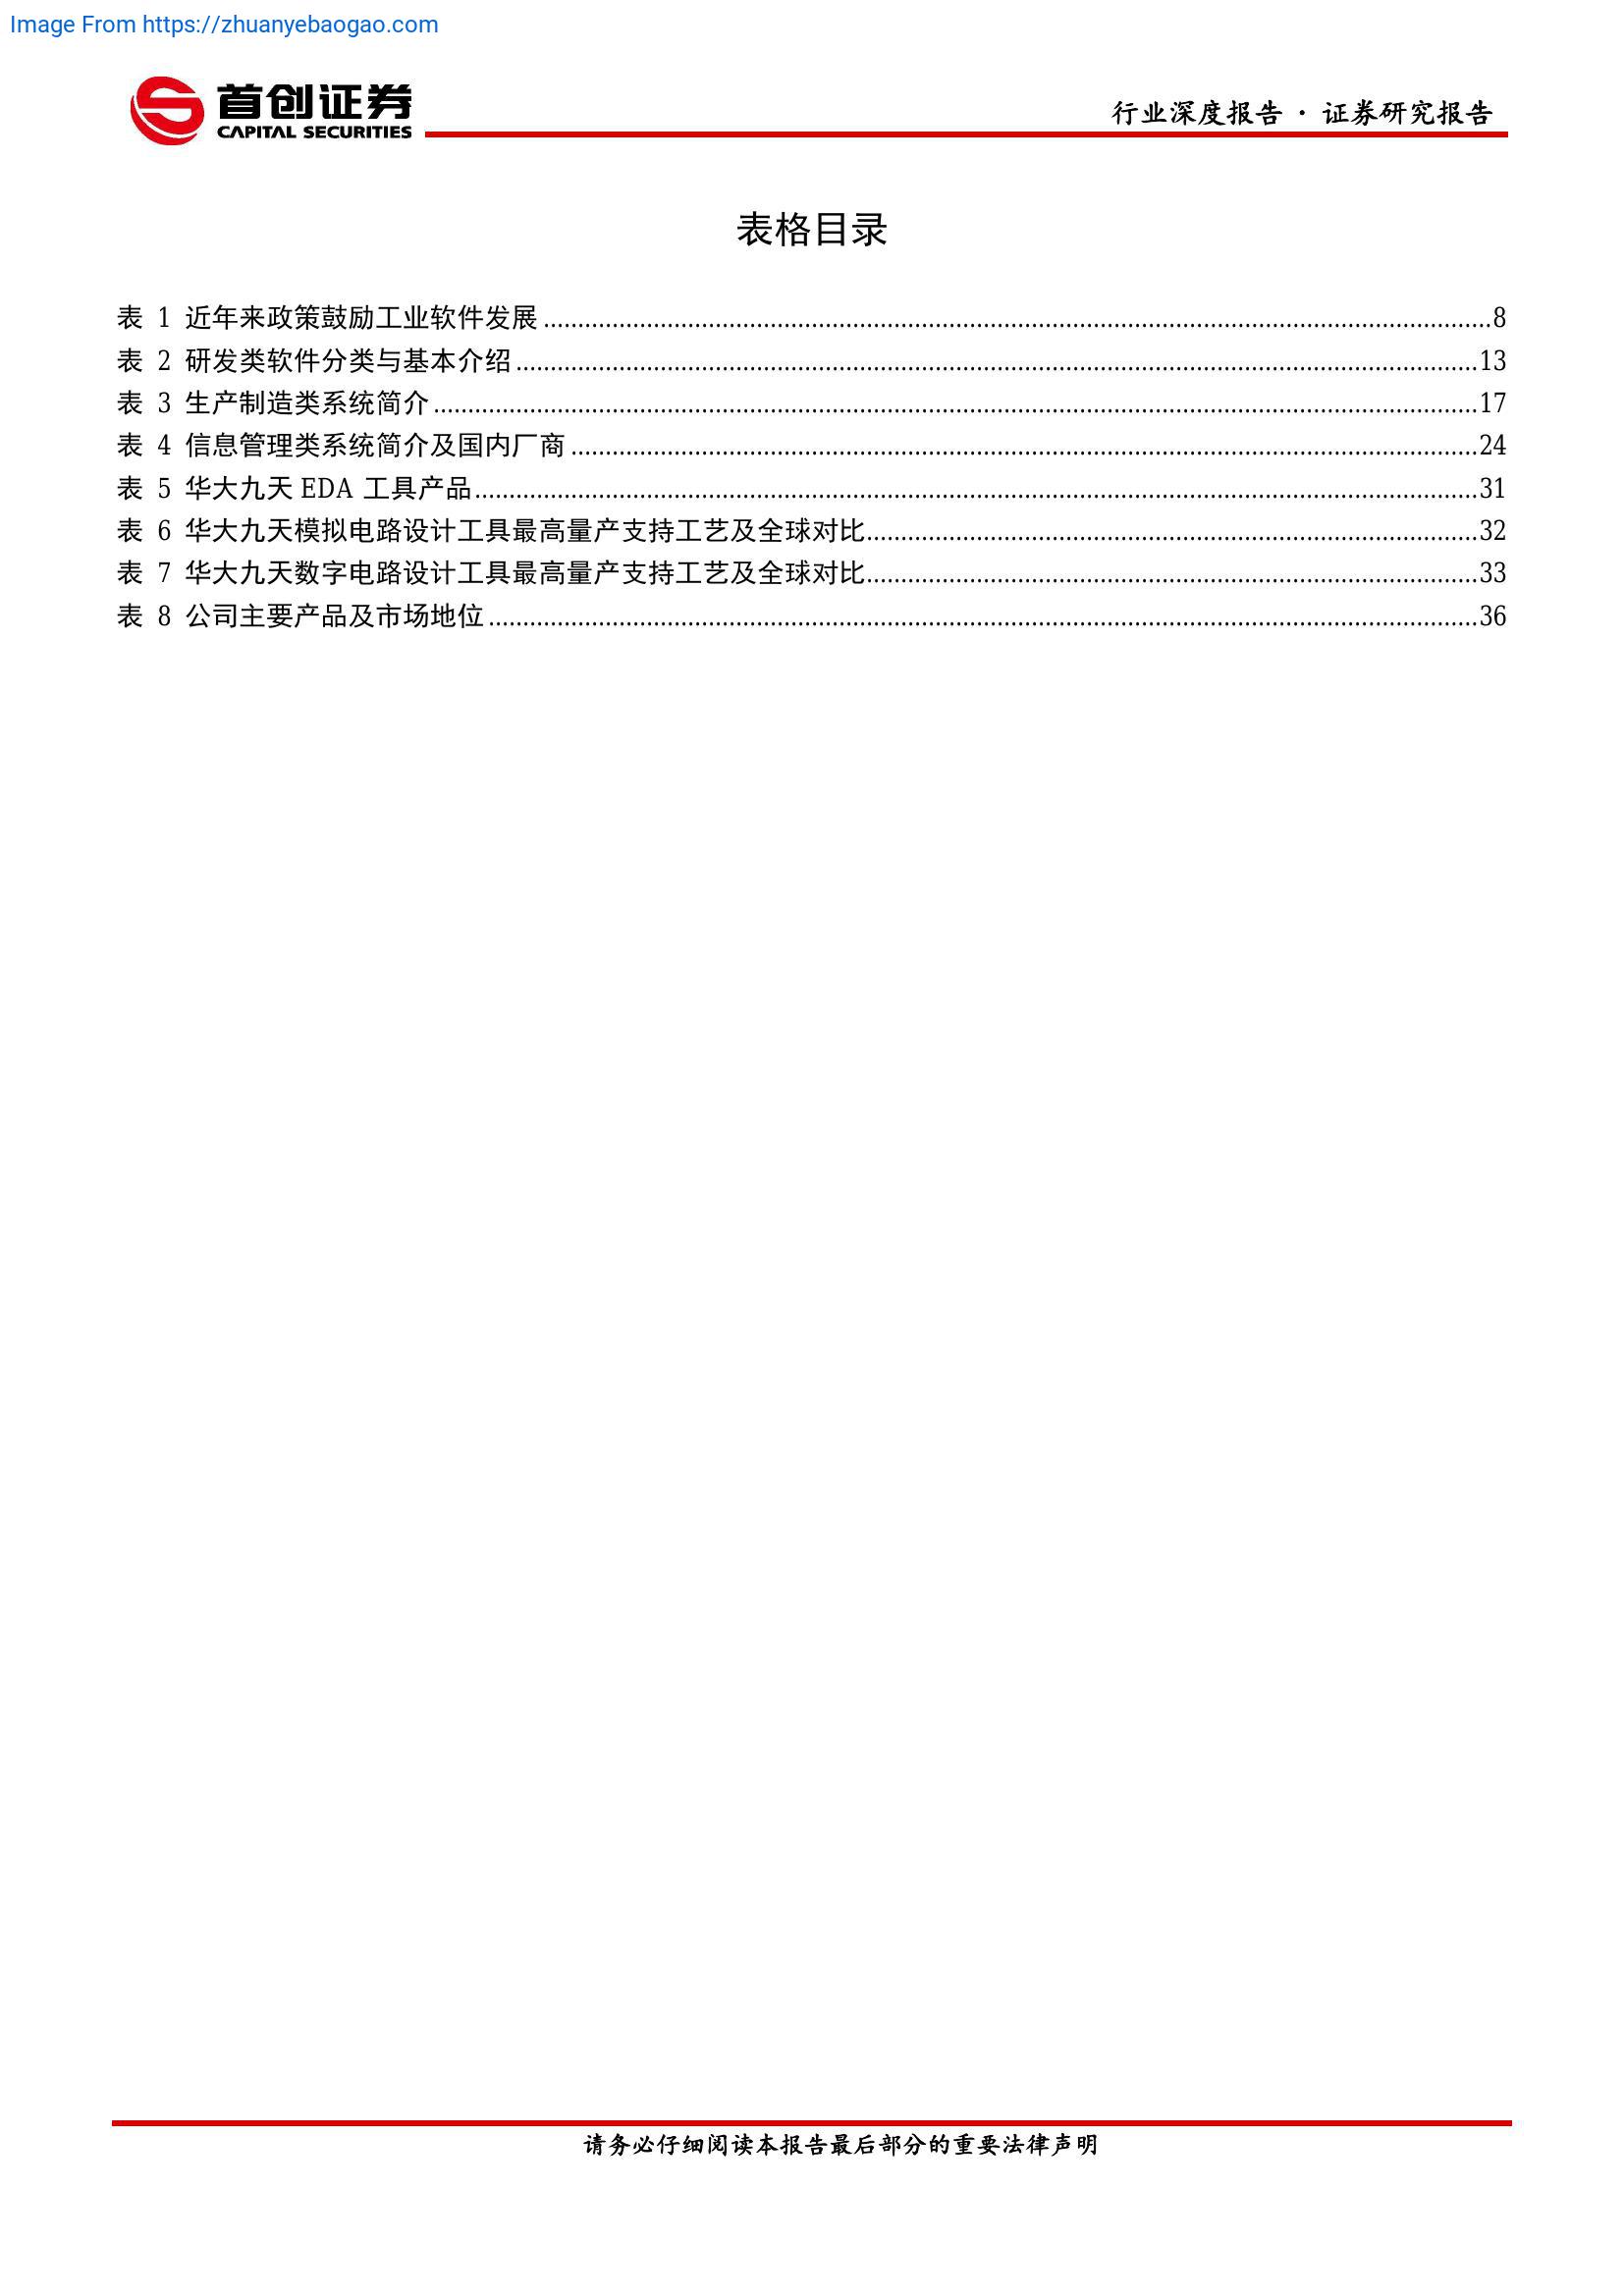 Image From https://zhuanyebaogao.com
首创证券
CAPITAL SECURITIES
行业深度报告 · 证券研究报告
表格目录
表 1 近年来政策鼓励工业软件发展........................................8
表 2 研发类软件分类与基本介绍........................................13
表 3 生产制造类系统简介........................................17
表 4 信息管理类系统简介及国内厂商........................................24
表 5 华大九天 EDA 工具产品........................................31
表 6 华大九天模拟电路设计工具最高量产支持工艺及全球对比........................................32
表 7 华大九天数字电路设计工具最高量产支持工艺及全球对比........................................33
表 8 公司主要产品及市场地位........................................36
请务必仔细阅读本报告最后部分的重要法律声明